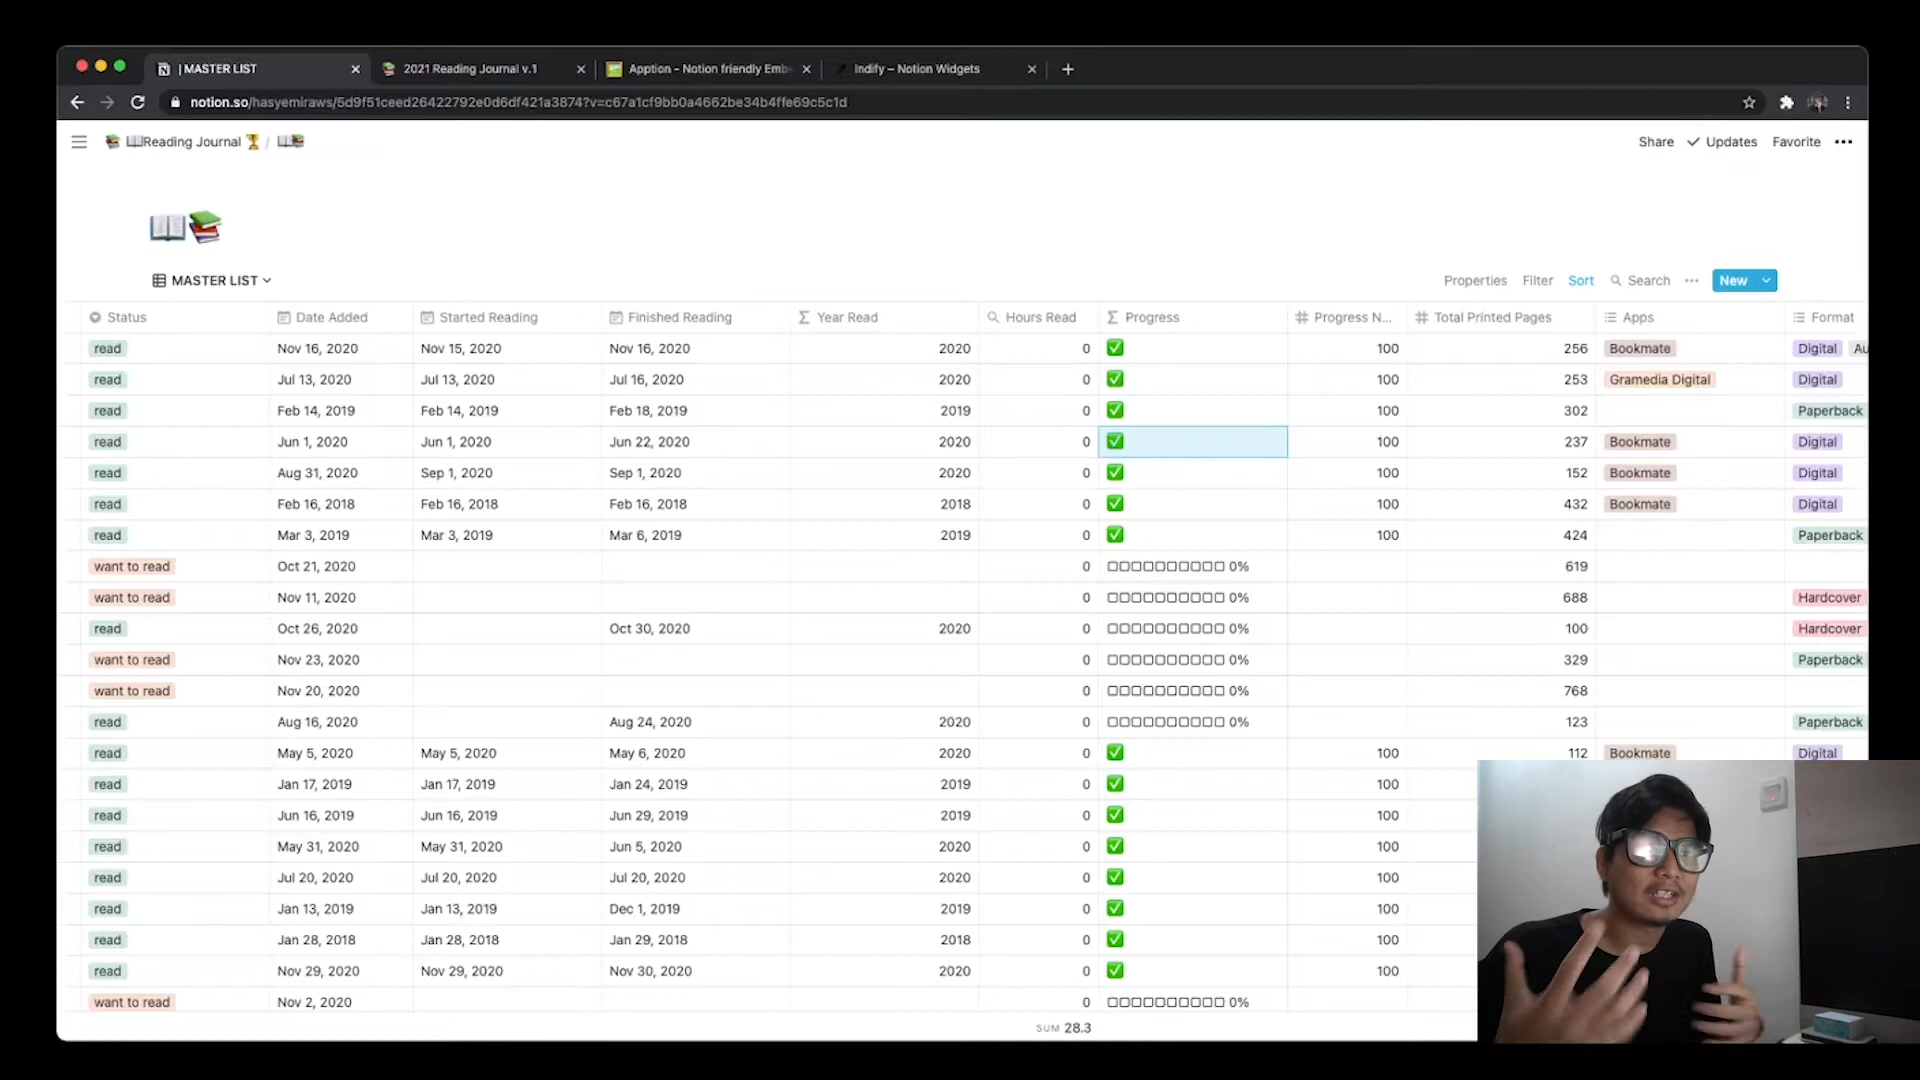 | MASTER LIST
2021 Reading Journal v.1
Apption - Notion friendly Emb
Indify – Notion Widgets
notion.so/hasyemiraws/5d9f51ceed26422792e0d6df421a3874?v=c67a1cf9bb0a4662be34b4ffe69c5c1d
Reading Journal /
Share Updates Favorite
MASTER LIST
Properties Filter Sort Search New
Status Date Added Started Reading Finished Reading Year Read Hours Read Progress Progress N... Total Printed Pages Apps Format
read Nov 16, 2020 Nov 15, 2020 Nov 16, 2020 2020 0 ✅ 100 256 Bookmate Digital Au
read Jul 13, 2020 Jul 13, 2020 Jul 16, 2020 2020 0 ✅ 100 253 Gramedia Digital Digital
read Feb 14, 2019 Feb 14, 2019 Feb 18, 2019 2019 0 ✅ 100 302 Paperback
read Jun 1, 2020 Jun 1, 2020 Jun 22, 2020 2020 0 ✅ 100 237 Bookmate Digital
read Aug 31, 2020 Sep 1, 2020 Sep 1, 2020 2020 0 ✅ 100 152 Bookmate Digital
read Feb 16, 2018 Feb 16, 2018 Feb 16, 2018 2018 0 ✅ 100 432 Bookmate Digital
read Mar 3, 2019 Mar 3, 2019 Mar 6, 2019 2019 0 ✅ 100 424 Paperback
want to read Oct 21, 2020 0 ▢▢▢▢▢▢▢▢▢▢ 0% 619
want to read Nov 11, 2020 0 ▢▢▢▢▢▢▢▢▢▢ 0% 688 Hardcover
read Oct 26, 2020 Oct 30, 2020 2020 0 ▢▢▢▢▢▢▢▢▢▢ 0% 100 Hardcover
want to read Nov 23, 2020 0 ▢▢▢▢▢▢▢▢▢▢ 0% 329 Paperback
want to read Nov 20, 2020 0 ▢▢▢▢▢▢▢▢▢▢ 0% 768
read Aug 16, 2020 Aug 24, 2020 2020 0 ▢▢▢▢▢▢▢▢▢▢ 0% 123 Paperback
read May 5, 2020 May 5, 2020 May 6, 2020 2020 0 ✅ 100 112 Bookmate Digital
read Jan 17, 2019 Jan 17, 2019 Jan 24, 2019 2019 0 ✅ 100
read Jun 16, 2019 Jun 16, 2019 Jun 29, 2019 2019 0 ✅ 100
read May 31, 2020 May 31, 2020 Jun 5, 2020 2020 0 ✅ 100
read Jul 20, 2020 Jul 20, 2020 Jul 20, 2020 2020 0 ✅ 100
read Jan 13, 2019 Jan 13, 2019 Dec 1, 2019 2019 0 ✅ 100
read Jan 28, 2018 Jan 28, 2018 Jan 29, 2018 2018 0 ✅ 100
read Nov 29, 2020 Nov 29, 2020 Nov 30, 2020 2020 0 ✅ 100
want to read Nov 2, 2020 0 ▢▢▢▢▢▢▢▢▢▢ 0%
SUM 28.3